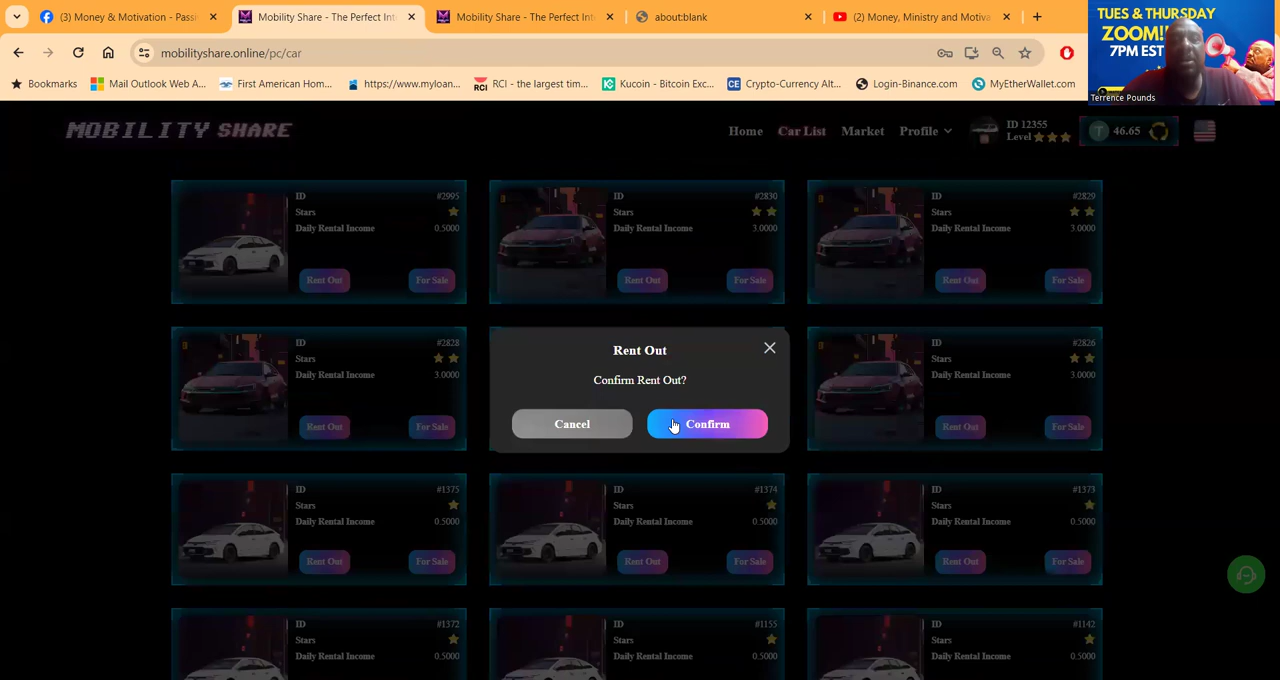 (3) Money & Motivation - Passi
Mobility Share - The Perfect Int
Mobility Share - The Perfect Int
about:blank
(2) Money, Ministry and Motiva
mobilityshare.online/pc/car
Bookmarks
Mail Outlook Web A...
First American Hom...
https://www.myloan...
RCI - the largest tim...
Kucoin - Bitcoin Exc...
Crypto-Currency Alt...
Login-Binance.com
MyEtherWallet.com
TUES & THURSDAY
ZOOM!!
7PM EST
Terrence Pounds
MOBILITY SHARE
Home
Car List
Market
Profile
ID 12355
Level
46.65
ID #2995
Stars
Daily Rental Income 0.5000
Rent Out For Sale
ID #2830
Stars
Daily Rental Income 3.0000
Rent Out For Sale
ID #2829
Stars
Daily Rental Income 3.0000
Rent Out For Sale
ID #2828
Stars
Daily Rental Income 3.0000
Rent Out For Sale
Rent Out
Confirm Rent Out?
Cancel Confirm
ID #2826
Stars
Daily Rental Income 3.0000
Rent Out For Sale
ID #1375
Stars
Daily Rental Income 0.5000
Rent Out For Sale
ID #1374
Stars
Daily Rental Income 0.5000
Rent Out For Sale
ID #1373
Stars
Daily Rental Income 0.5000
Rent Out For Sale
ID #1372
Stars
Daily Rental Income 0.5000
ID #1155
Stars
Daily Rental Income 0.5000
ID #1142
Stars
Daily Rental Income 0.5000